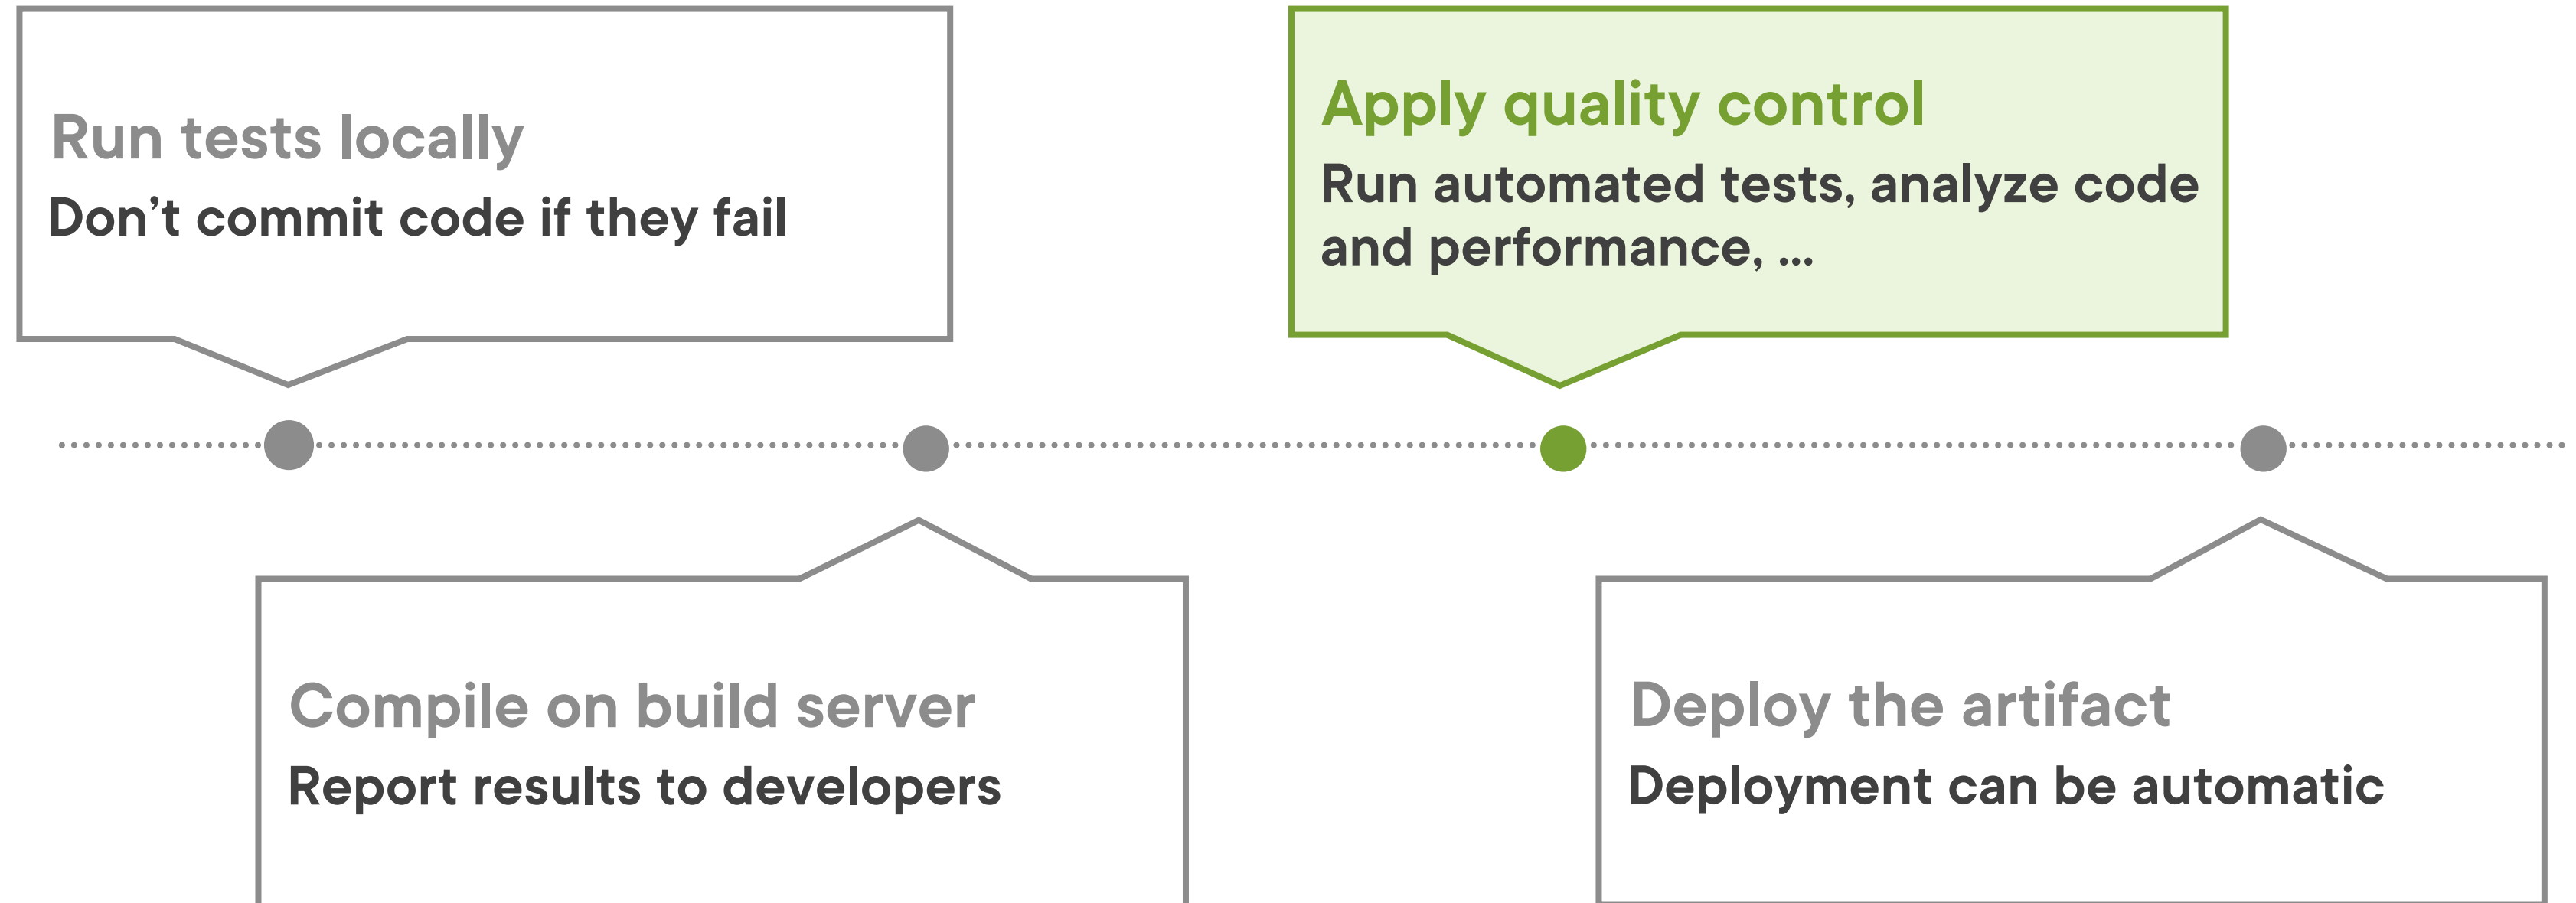 Run tests locally
Don’t commit code if they fail
Apply quality control
Run automated tests, analyze code
and performance, ...
Compile on build server
Report results to developers
Deploy the artifact
Deployment can be automatic